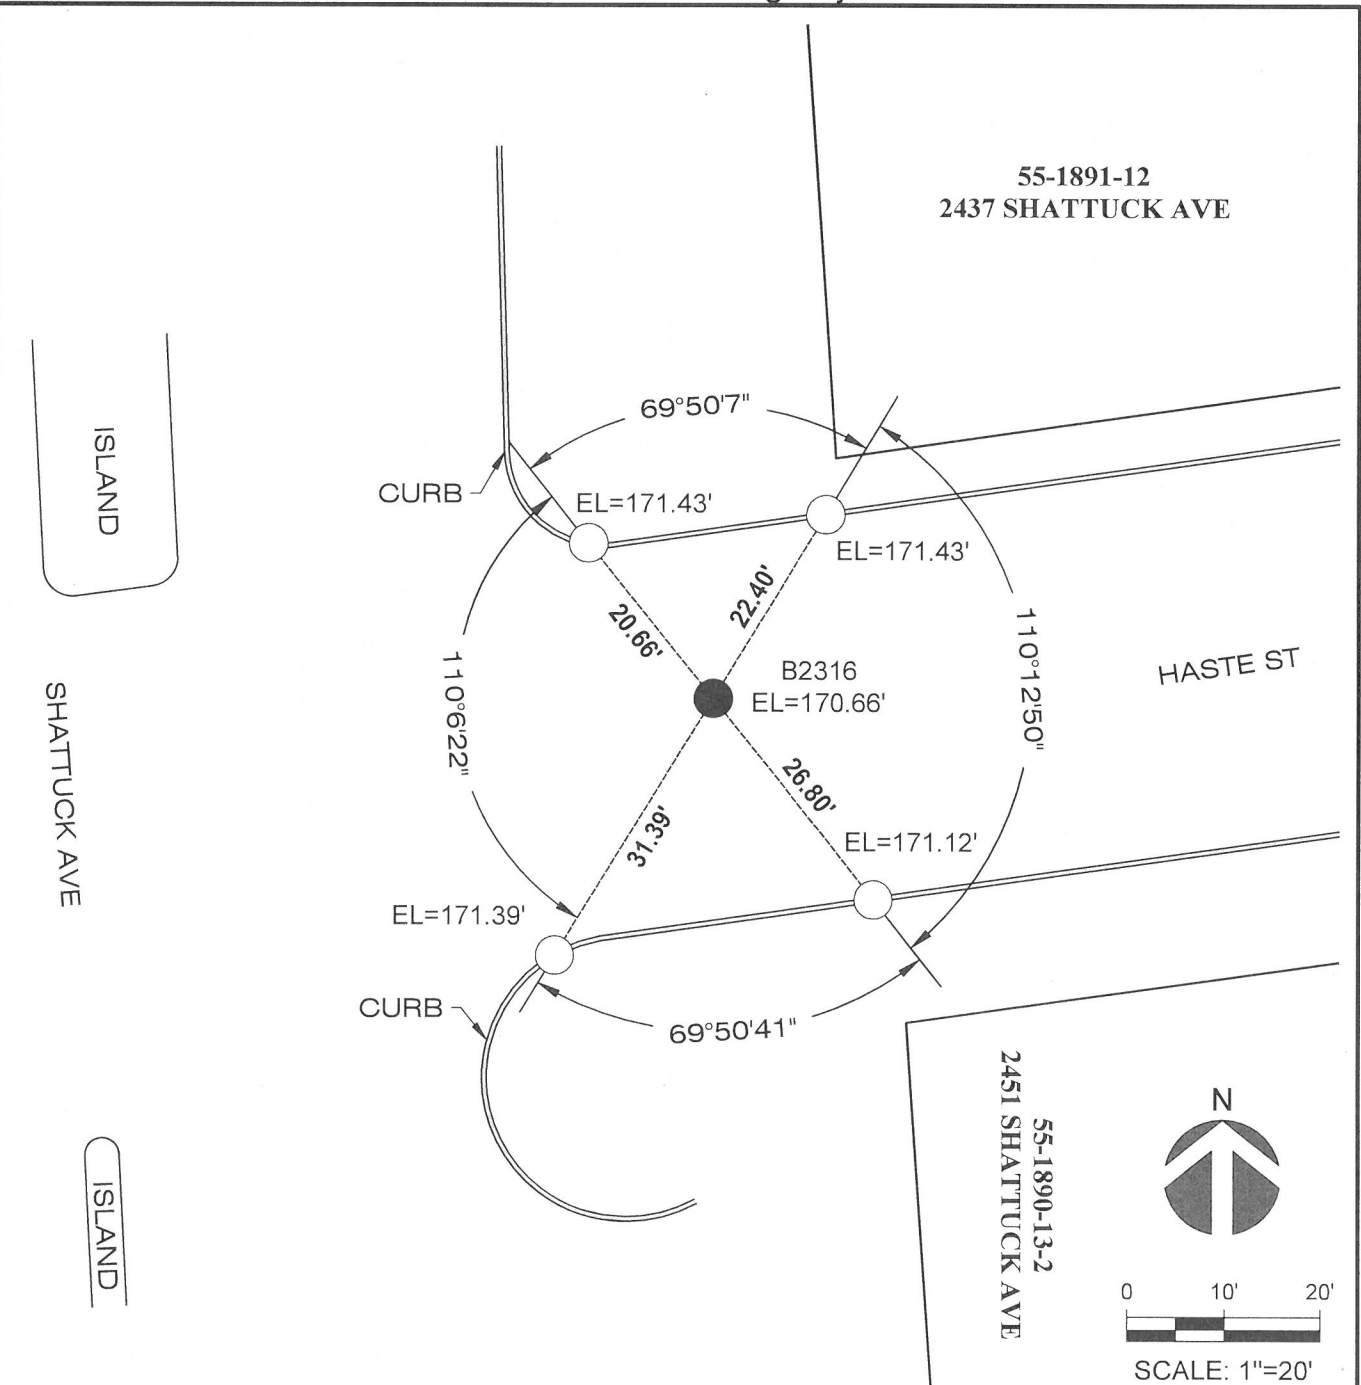 55-1891-12
2437 SHATTUCK AVE
69°50'7"
ISLAND
CURB
EL=171.43'
EL=171.43'
22.40'
20.66'
110°12'50"
B2316
EL=170.66'
HASTE ST
110°6'22"
SHATTUCK AVE
26.80'
31.39'
EL=171.12'
EL=171.39'
CURB
69°50'41"
55-1890-13-2
2451 SHATTUCK AVE
N
ISLAND
0 10' 20'
SCALE: 1"=20'